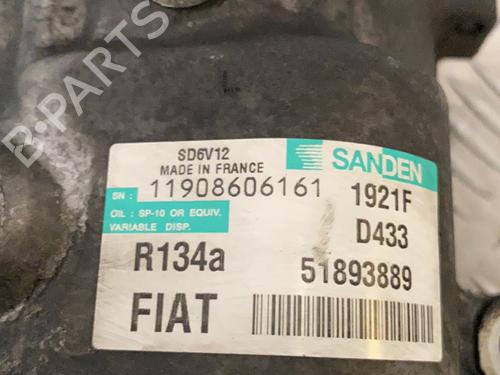 SD6V12
MADE IN FRANCE
SANDEN
SN : 11908606161
1921F
OIL : SP-10 OR EQUIV.
VARIABLE DISP.
D433
R134a
51893889
FIAT
B-PARTS